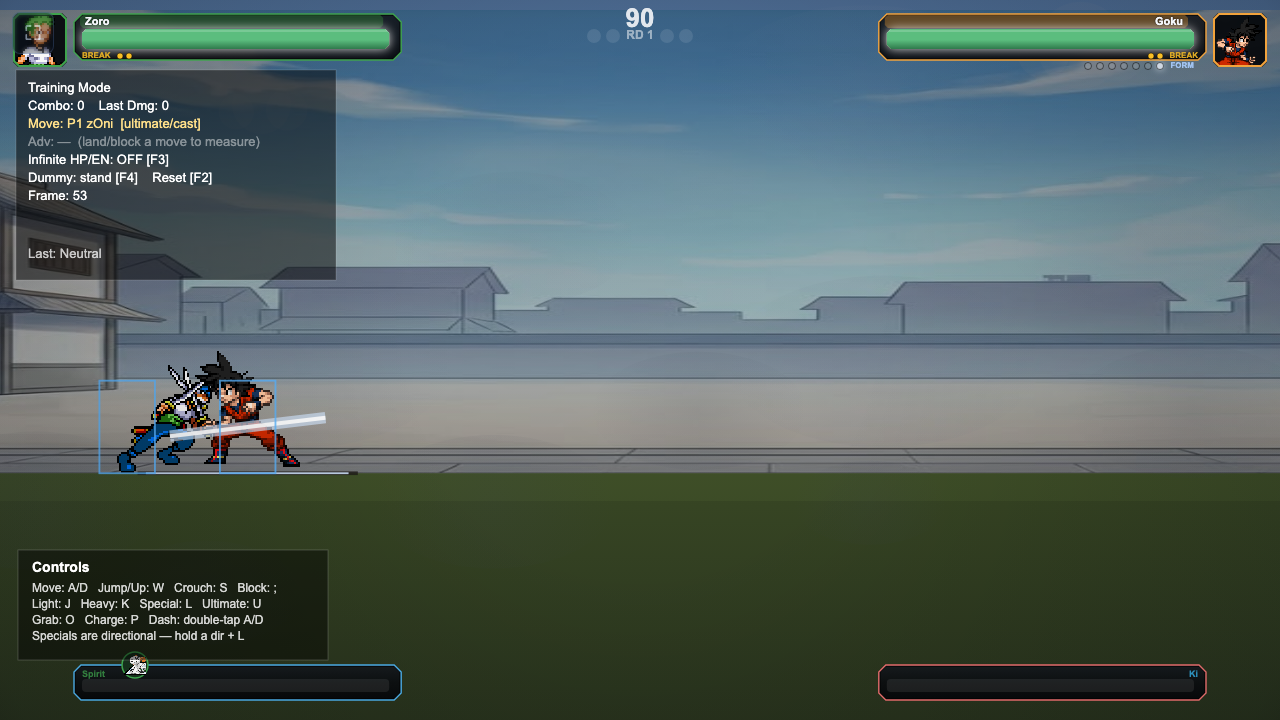 Zoro
BREAK
90
RD 1
Goku
BREAK
FORM
Training Mode
Combo: 0    Last Dmg: 0
Move: P1 zOni  [ultimate/cast]
Adv: —  (land/block a move to measure)
Infinite HP/EN: OFF [F3]
Dummy: stand [F4]    Reset [F2]
Frame: 53
Last: Neutral
Controls
Move: A/D   Jump/Up: W   Crouch: S   Block: ;
Light: J   Heavy: K   Special: L   Ultimate: U
Grab: O   Charge: P   Dash: double-tap A/D
Specials are directional — hold a dir + L
Spirit
Ki